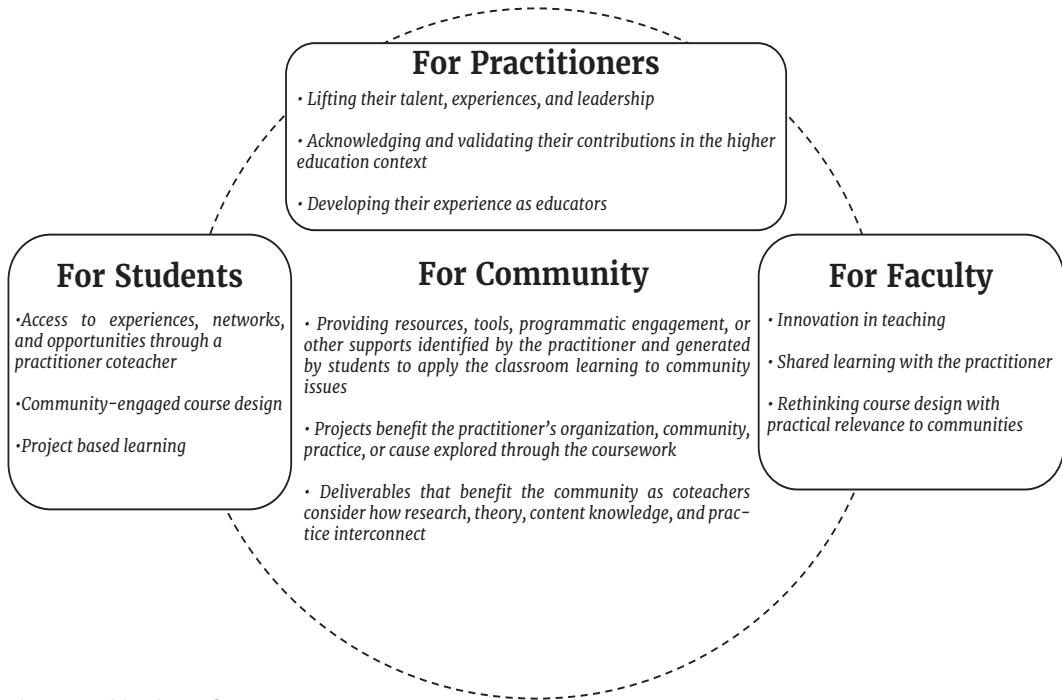 For Practitioners
• Lifting their talent, experiences, and leadership
• Acknowledging and validating their contributions in the higher
education context
• Developing their experience as educators
For Students
•Access to experiences, networks,
and opportunities through a
practitioner coteacher
•Community-engaged course design
•Project based learning
For Community
• Providing resources, tools, programmatic engagement, or
other supports identified by the practitioner and generated
by students to apply the classroom learning to community
issues
• Projects benefit the practitioner’s organization, community,
practice, or cause explored through the coursework
• Deliverables that benefit the community as coteachers
consider how research, theory, content knowledge, and prac-
tice interconnect
For Faculty
• Innovation in teaching
• Shared learning with the practitioner
• Rethinking course design with
practical relevance to communities